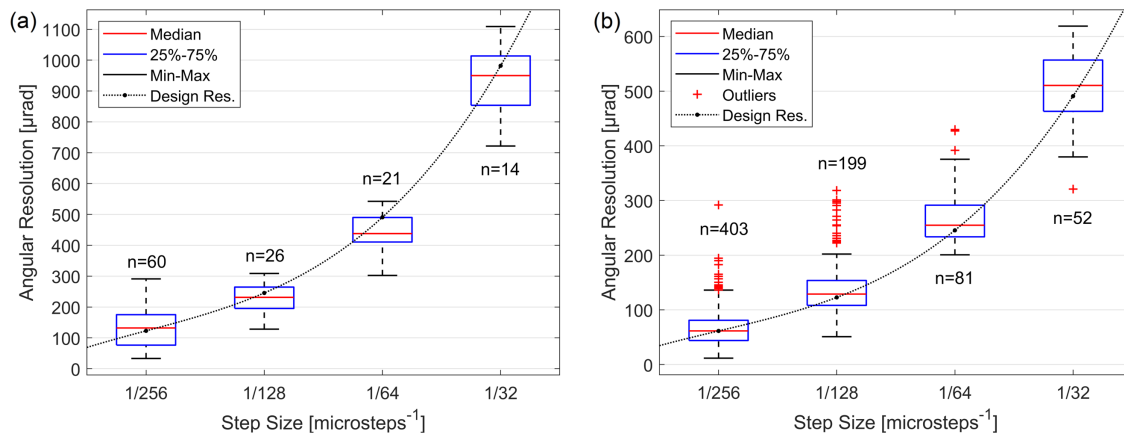 (a)
Angular Resolution [μrad]
1100
1000
900
800
700
600
500
400
300
200
100
0
Median
25%-75%
Min-Max
Design Res.
n=60
n=26
n=21
n=14
1/256 1/128 1/64 1/32
Step Size [microsteps⁻¹]
(b)
Angular Resolution [μrad]
600
500
400
300
200
100
0
Median
25%-75%
Min-Max
Outliers
Design Res.
n=403
n=199
n=81
n=52
1/256 1/128 1/64 1/32
Step Size [microsteps⁻¹]